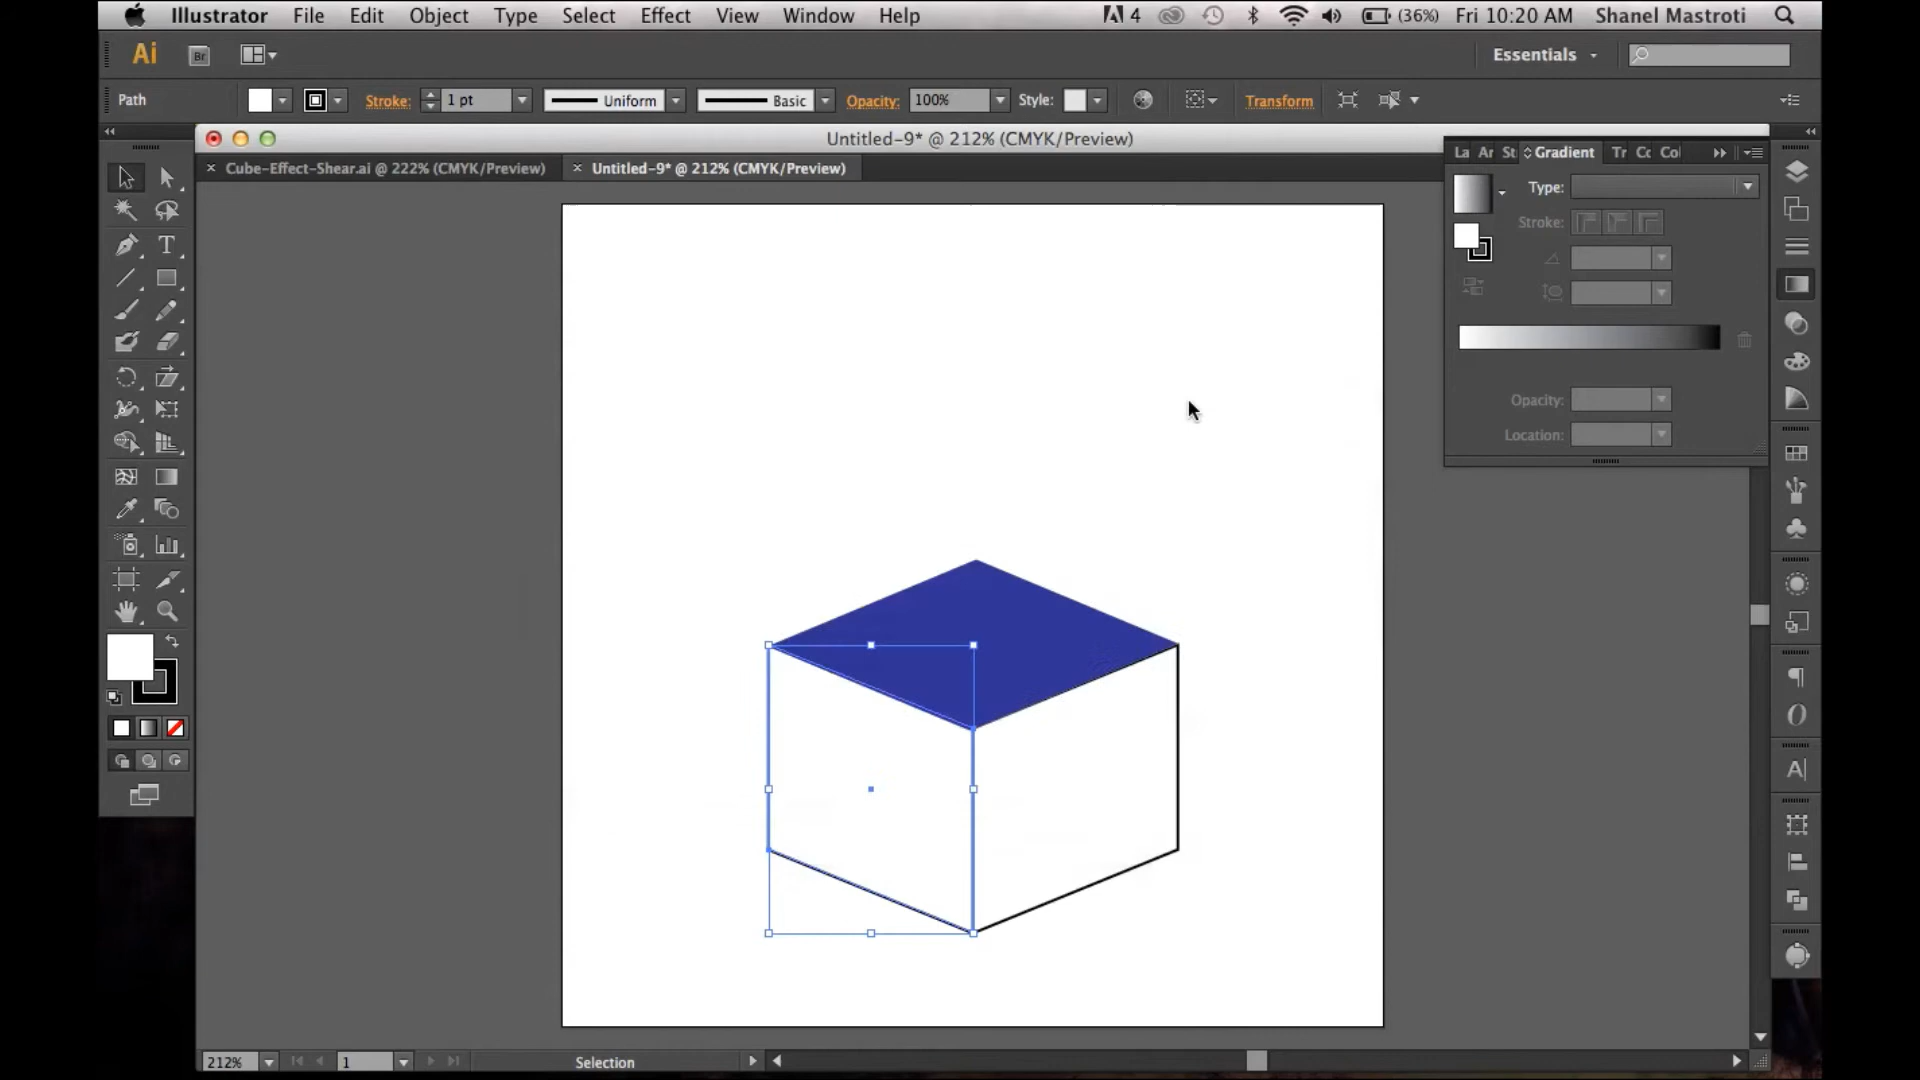 Illustrator File Edit Object Type Select Effect View Window Help 4 (36%) Fri 10:20 AM Shanel Mastroti
Ai Br Essentials
Path Stroke: 1 pt Uniform Basic Opacity: 100% Style: Transform
Untitled-9* @ 212% (CMYK/Preview)
Cube-Effect-Shear.ai @ 222% (CMYK/Preview) Untitled-9* @ 212% (CMYK/Preview)
La Ar St Gradient Tr Cc Col
Type:
Stroke:
Opacity:
Location:
212% 1 Selection